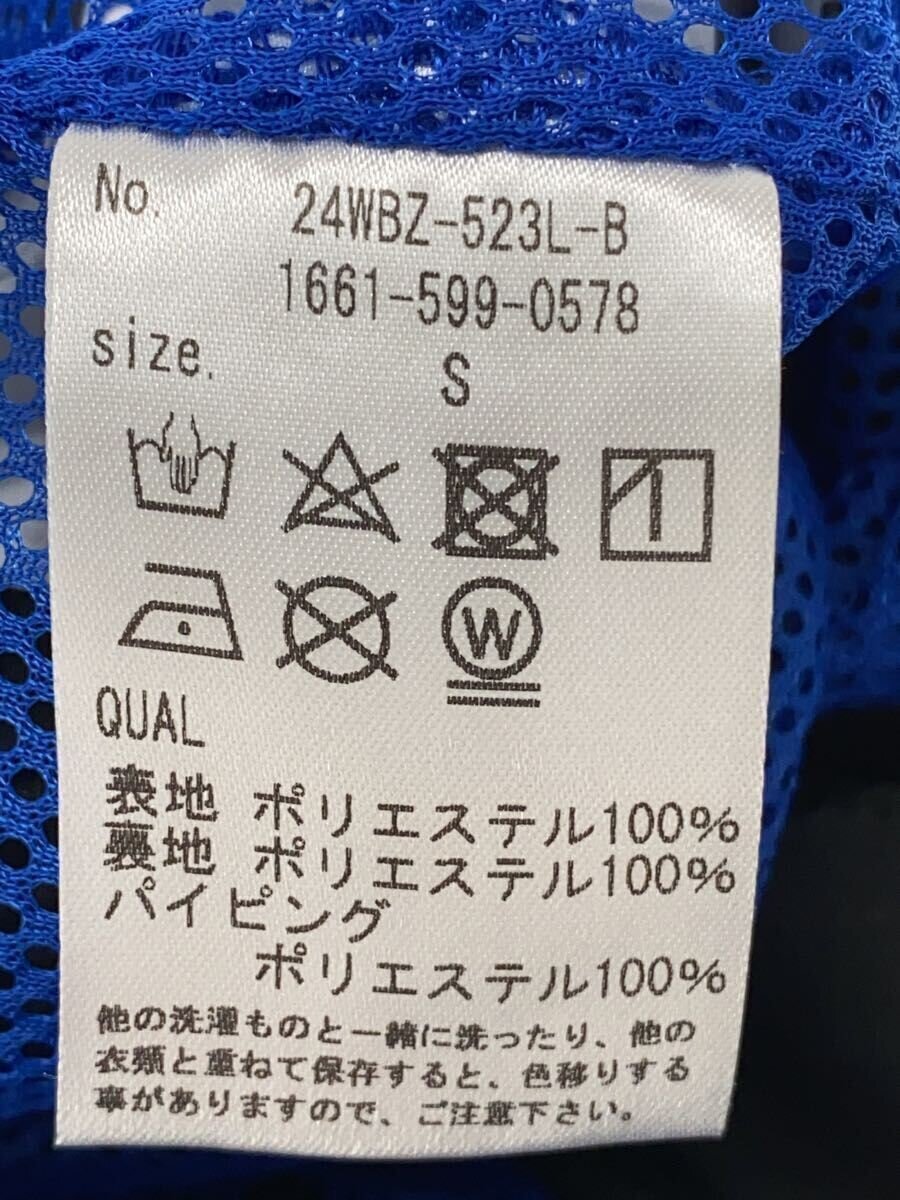 No. 24WBZ-523L-B
1661-599-0578
size. S
W
QUAL
表地 ポリエステル100%
裏地 ポリエステル100%
パイピング
ポリエステル100%
他の洗濯ものと一緒に洗ったり、他の
衣類と重ねて保存すると、色移りする
事がありますので、ご注意下さい。